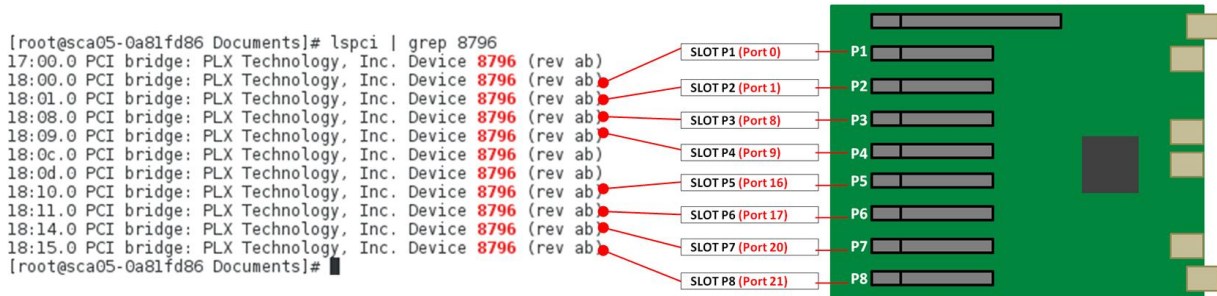 [root@sca05-0a81fd86 Documents]# lspci | grep 8796
17:00.0 PCI bridge: PLX Technology, Inc. Device 8796 (rev ab)
18:00.0 PCI bridge: PLX Technology, Inc. Device 8796 (rev ab)
18:01.0 PCI bridge: PLX Technology, Inc. Device 8796 (rev ab)
18:08.0 PCI bridge: PLX Technology, Inc. Device 8796 (rev ab)
18:09.0 PCI bridge: PLX Technology, Inc. Device 8796 (rev ab)
18:0c.0 PCI bridge: PLX Technology, Inc. Device 8796 (rev ab)
18:0d.0 PCI bridge: PLX Technology, Inc. Device 8796 (rev ab)
18:10.0 PCI bridge: PLX Technology, Inc. Device 8796 (rev ab)
18:11.0 PCI bridge: PLX Technology, Inc. Device 8796 (rev ab)
18:14.0 PCI bridge: PLX Technology, Inc. Device 8796 (rev ab)
18:15.0 PCI bridge: PLX Technology, Inc. Device 8796 (rev ab)
[root@sca05-0a81fd86 Documents]#
SLOT P1 (Port 0)
SLOT P2 (Port 1)
SLOT P3 (Port 8)
SLOT P4 (Port 9)
SLOT P5 (Port 16)
SLOT P6 (Port 17)
SLOT P7 (Port 20)
SLOT P8 (Port 21)
P1
P2
P3
P4
P5
P6
P7
P8